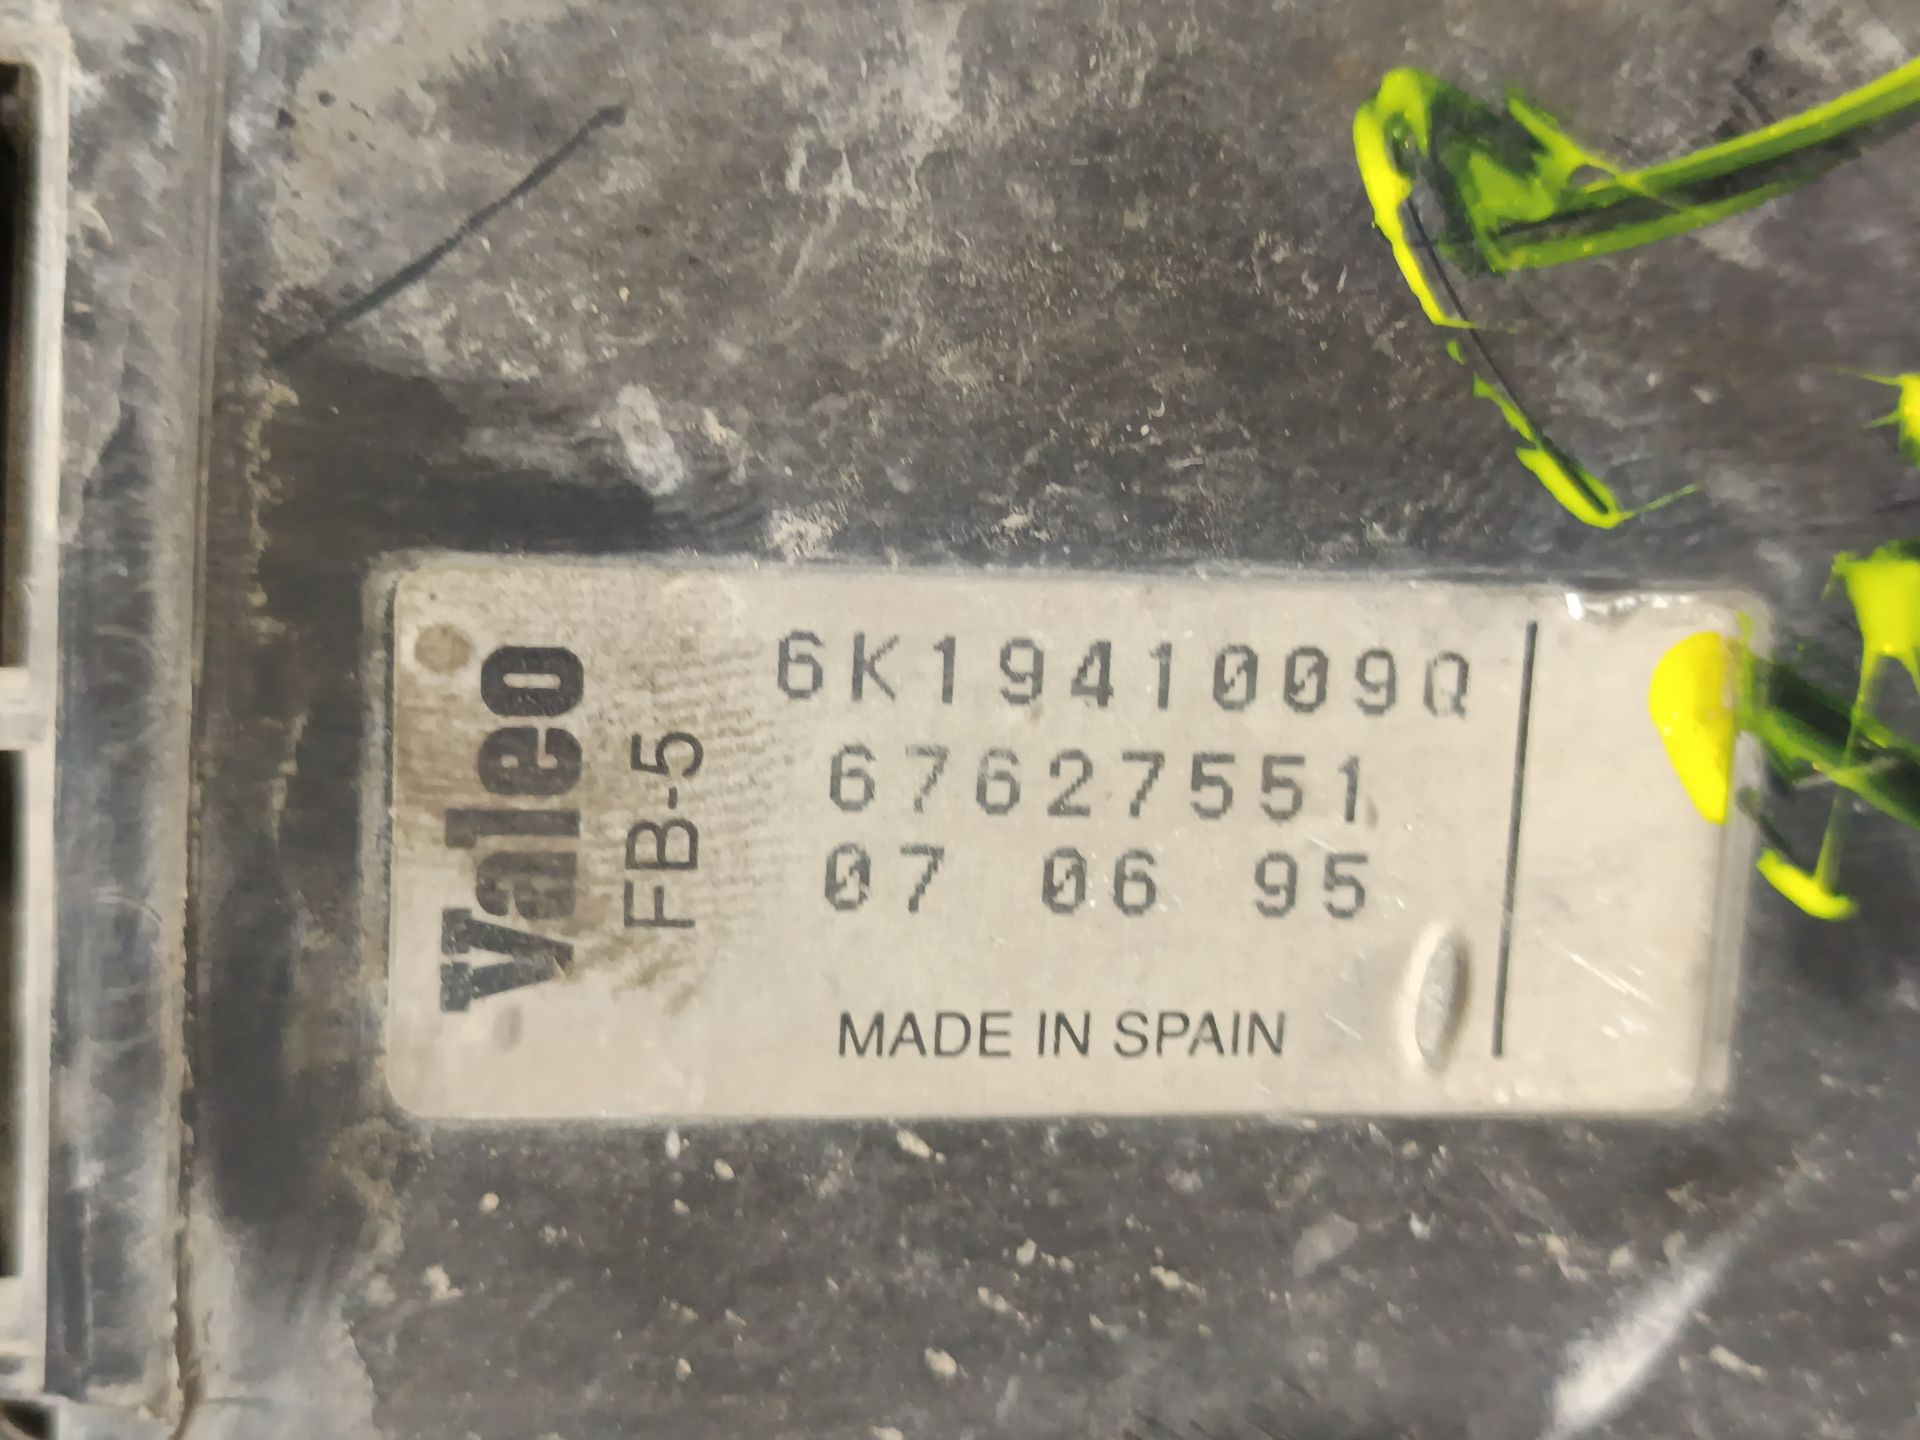 Valeo
FB-5
6K1941009Q
67627551
07 06 95
MADE IN SPAIN